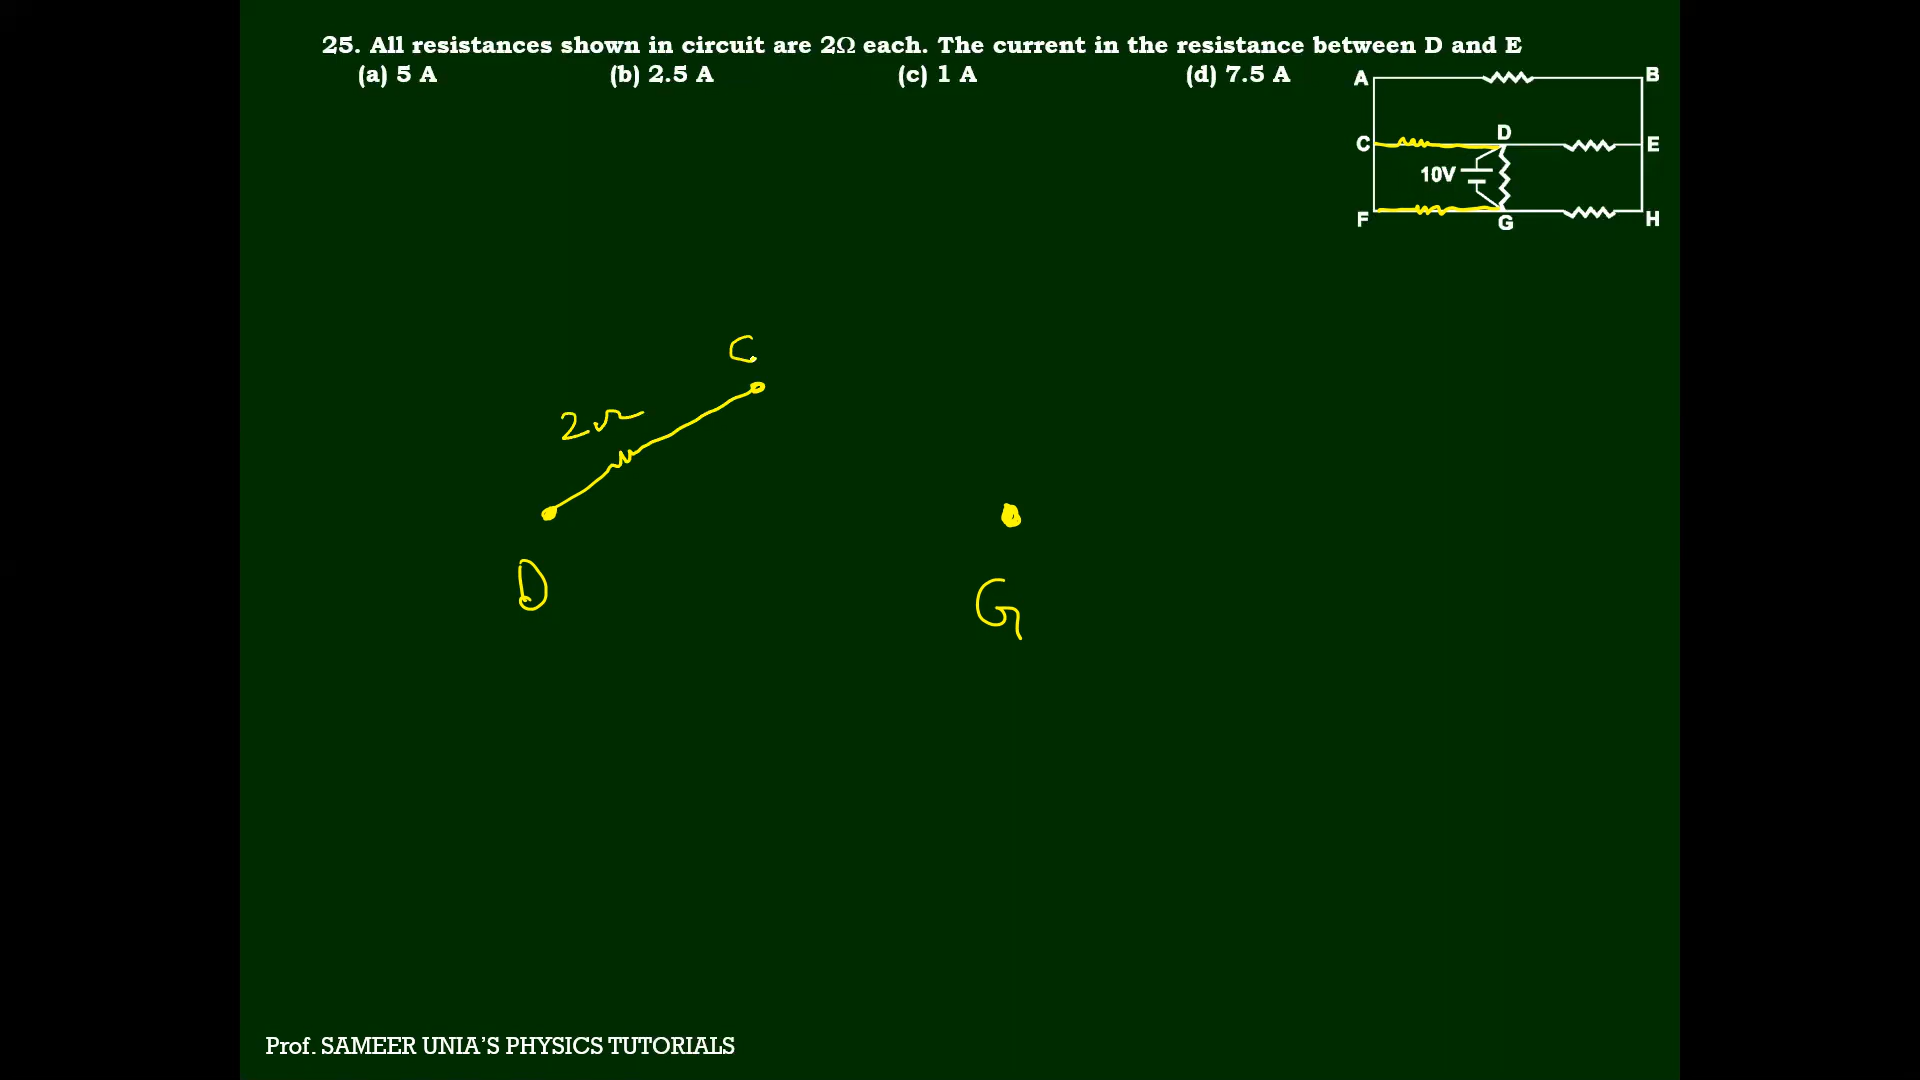 25. All resistances shown in circuit are 2Ω each. The current in the resistance between D and E
(a) 5 A (b) 2.5 A (c) 1 A (d) 7.5 A
A B
D
C E
10V
F G H
C
2Ω
D
G
Prof. SAMEER UNIA'S PHYSICS TUTORIALS